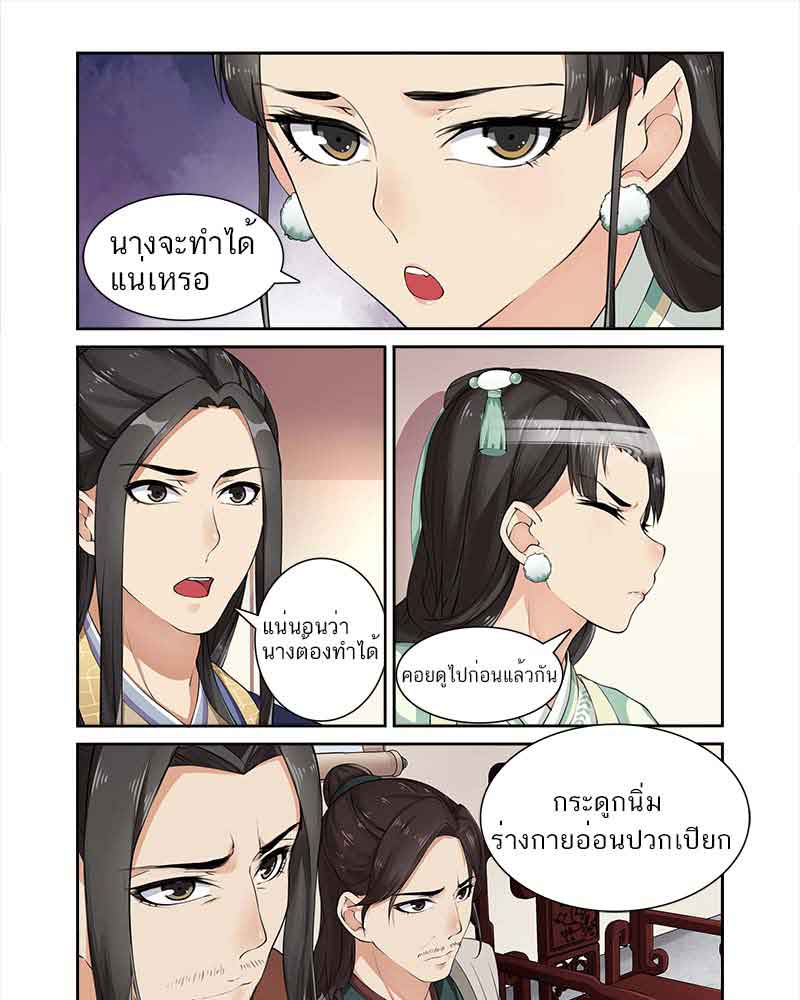 นางจะทำได้
แน่เหรอ
แน่นอนว่า
นางต้องทำได้
คอยดูไปก่อนแล้วกัน
กระดูกนิ่ม
ร่างกายอ่อนปวกเปียก